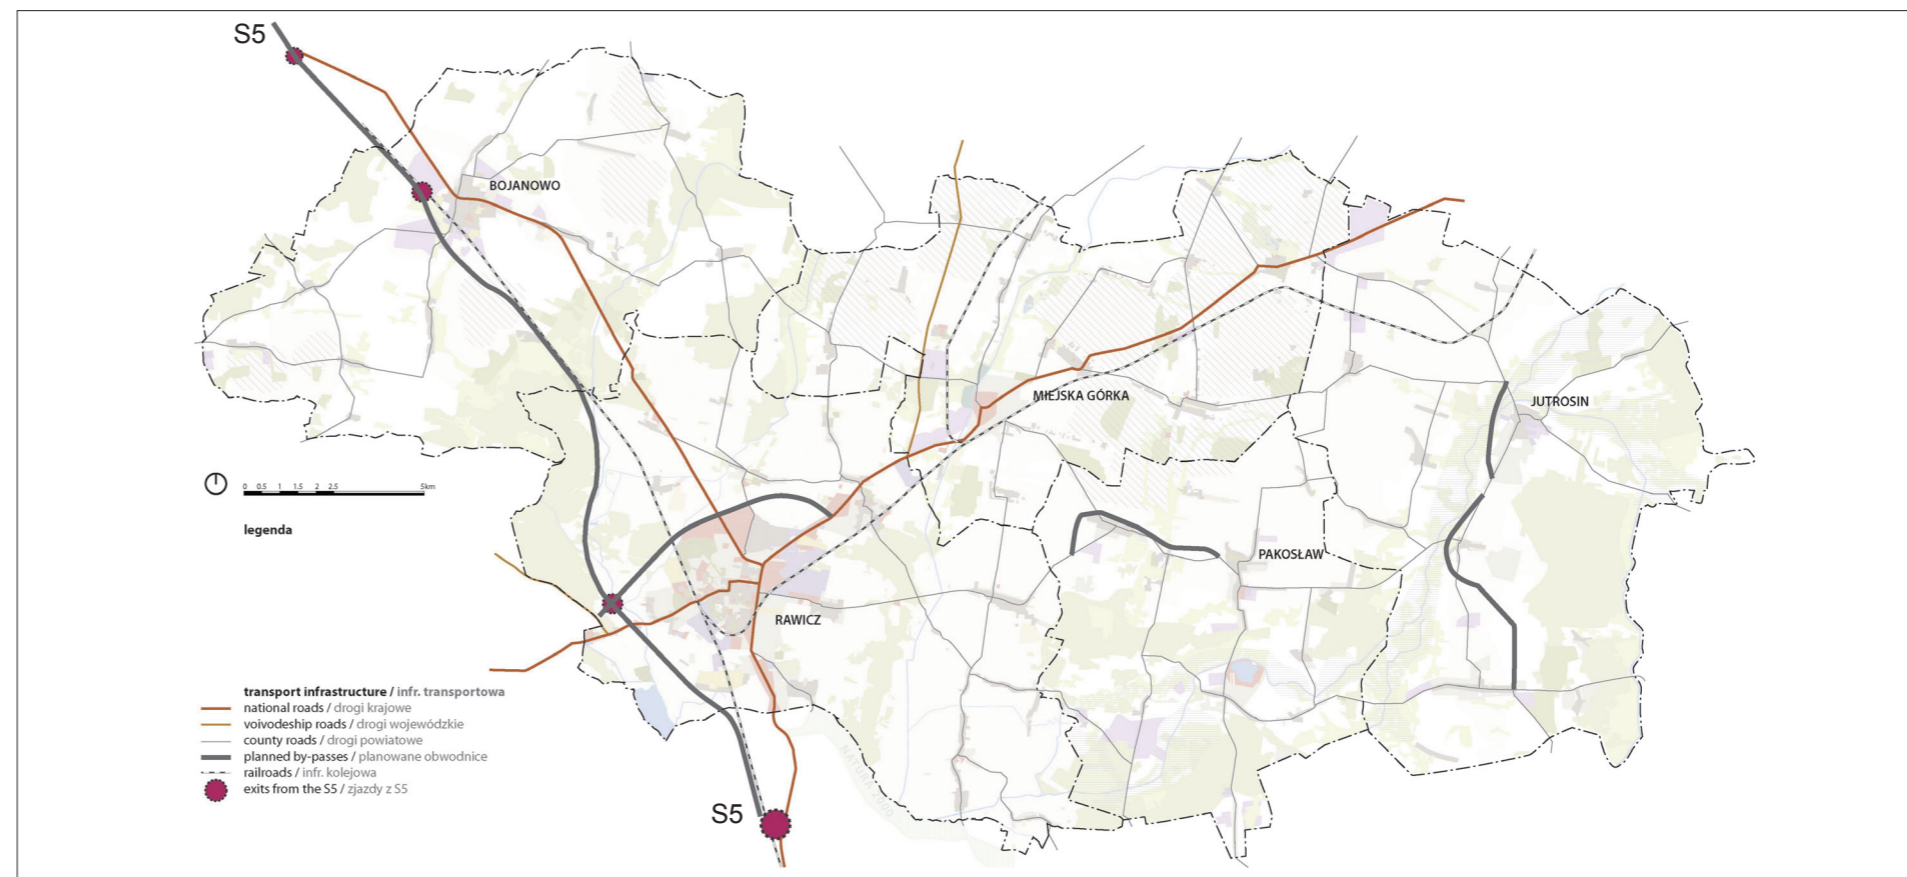 S5
BOJANOWO
MIEJSKA GÓRKA
JUTROSIN
0 0.5 1 1.5 2 2.5 5km
legenda
PAKOSŁAW
RAWICZ
transport infrastructure / infr. transportowa
national roads / drogi krajowe
voivodeship roads / drogi wojewódzkie
county roads / drogi powiatowe
planned by-passes / planowane obwodnice
railroads / infr. kolejowa
exits from the S5 / zjazdy z S5
NATURA 2000
S5